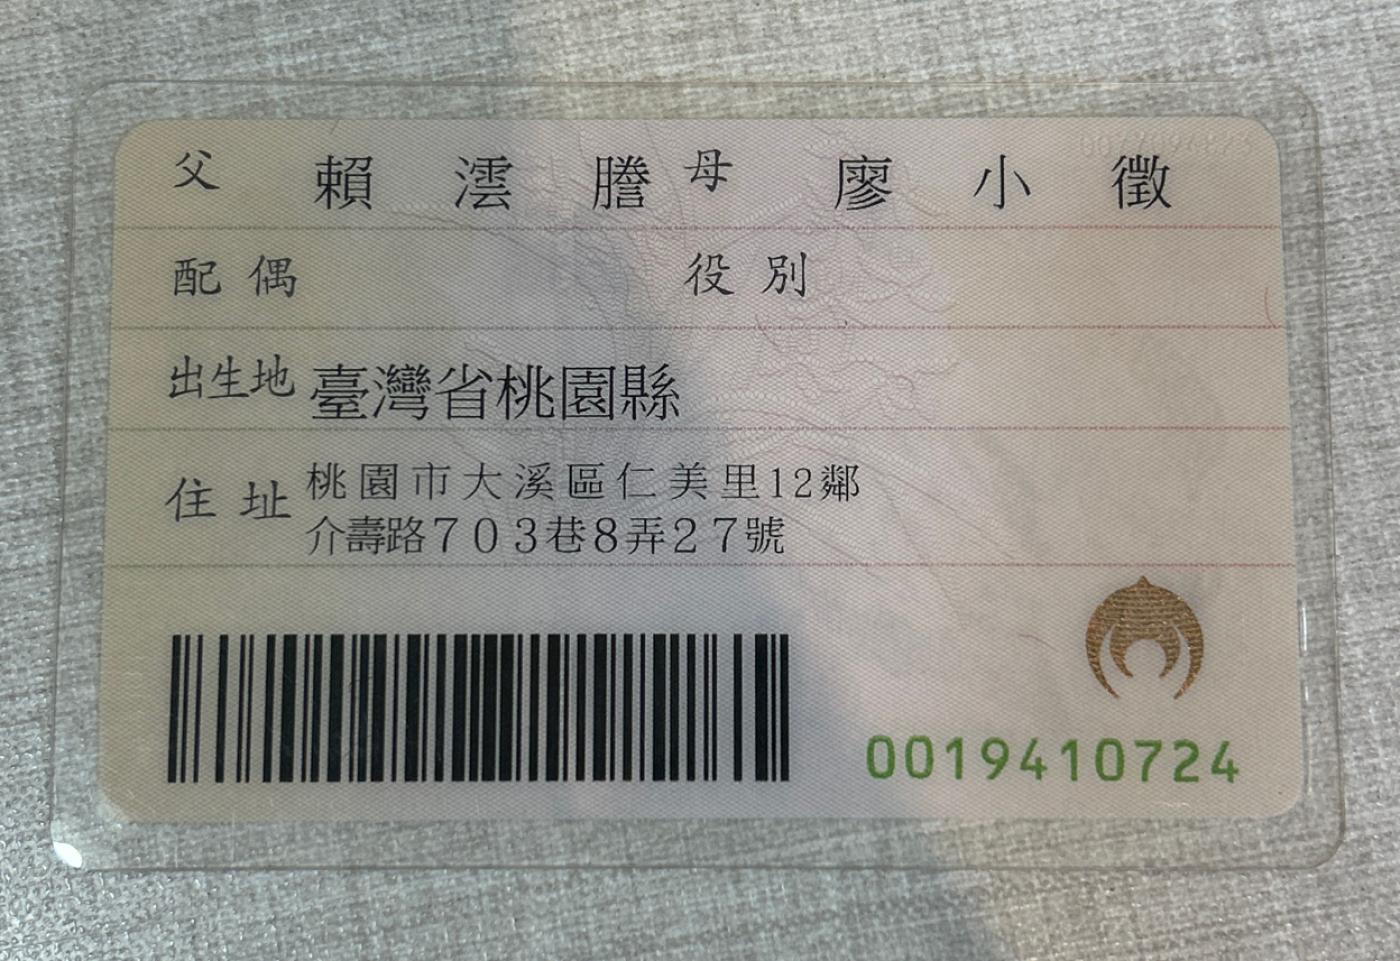 父 賴澐謄 母 廖小徵
配偶 役別
出生地 臺灣省桃園縣
住址 桃園市大溪區仁美里12鄰
介壽路703巷8弄27號
0019410724